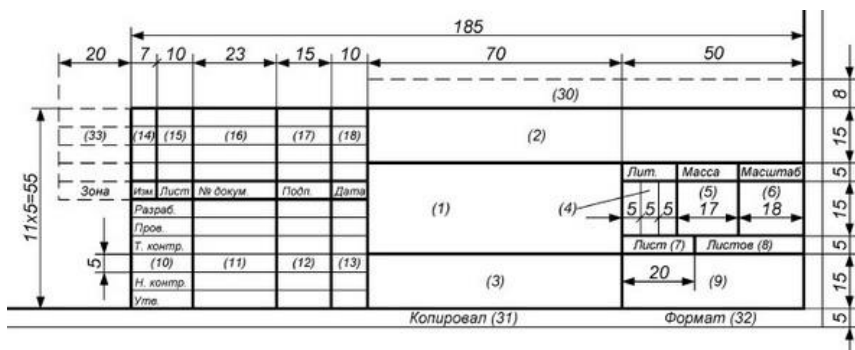 185
20 7 10 23 15 10 70 50
(30) 8
(33) (14) (15) (16) (17) (18) (2) 15
Лит. Масса Масштаб 5
Зона Изм. Лист № докум. Подп. Дата (1) (4) (5) (6)
11x5=55 Разраб. 5 5 5 17 18 15
Пров.
Т. контр. Лист (7) Листов (8) 5
5 (10) (11) (12) (13) 20
Н. контр. (3) (9) 15
Утв.
Копировал (31) Формат (32) 5